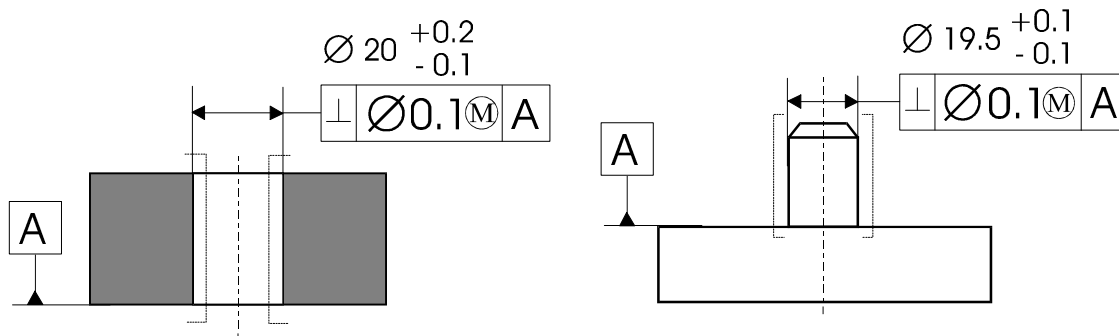 ⌀ 20 +0.2
- 0.1
⊥ ⌀0.1Ⓜ A
A
⌀ 19.5 +0.1
- 0.1
⊥ ⌀0.1Ⓜ A
A